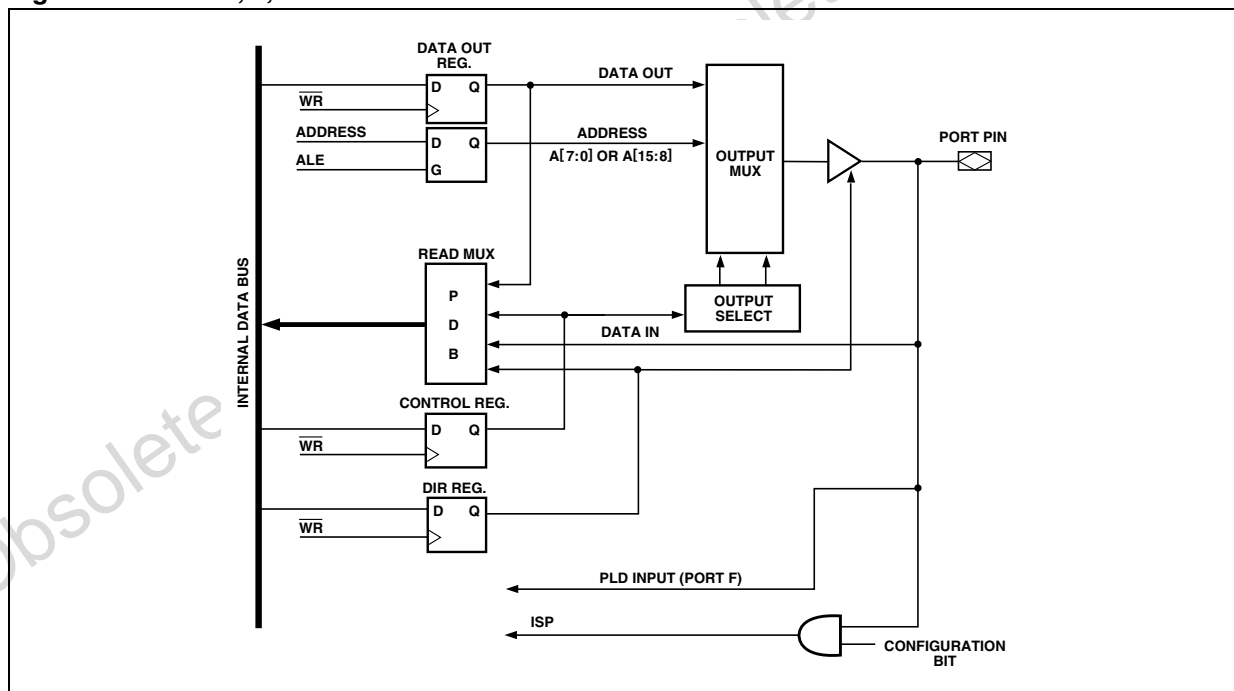 DATA OUT
REG.
D Q
WR
DATA OUT
ADDRESS
ALE
D Q
G
ADDRESS
A[7:0] OR A[15:8]
OUTPUT
MUX
PORT PIN
READ MUX
P
D
B
OUTPUT
SELECT
DATA IN
INTERNAL DATA BUS
CONTROL REG.
D Q
WR
DIR REG.
D Q
WR
PLD INPUT (PORT F)
ISP
CONFIGURATION
BIT
Obsolete